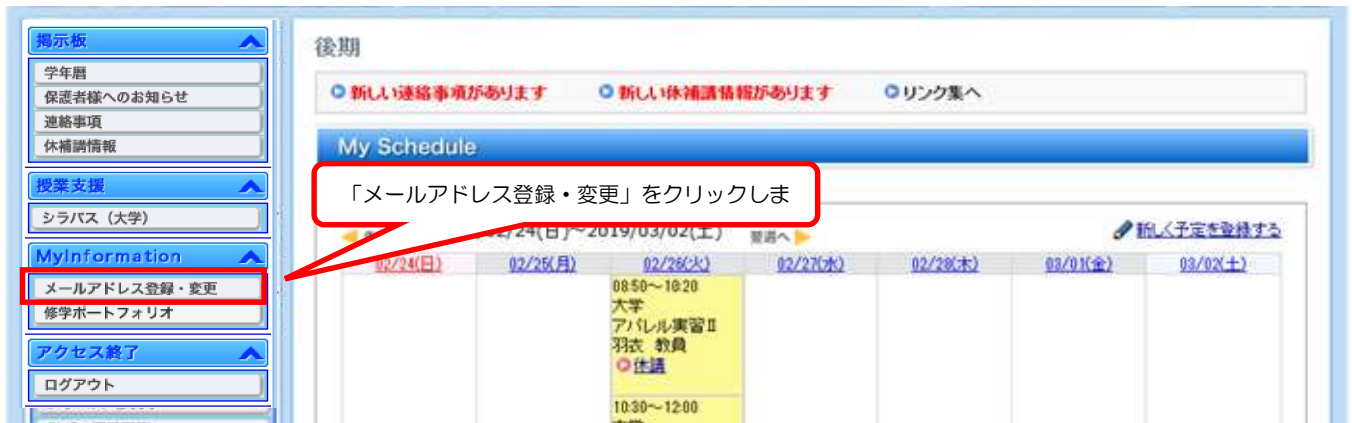 掲示板
学年暦
保護者様へのお知らせ
連絡事項
休補講情報
授業支援
シラバス（大学）
MyInformation
メールアドレス登録・変更
修学ポートフォリオ
アクセス終了
ログアウト
後期
新しい連絡事項があります 新しい休補講情報があります リンク集へ
My Schedule
「メールアドレス登録・変更」をクリックしま
02/24(日)～2019/03/02(土) 翌週へ 新しく予定を登録する
02/24(日) 02/25(月) 02/26(火) 02/27(水) 02/28(木) 03/01(金) 03/02(土)
08:50～10:20
大学
アパレル実習Ⅱ
羽衣 教員
休講
10:30～12:00